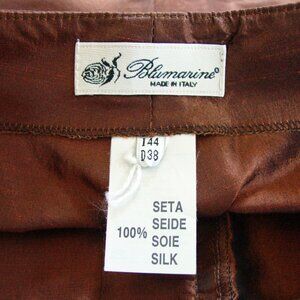 Blumarine®
MADE IN ITALY
I 44
D 38
SETA
SEIDE
100% SOIE
SILK